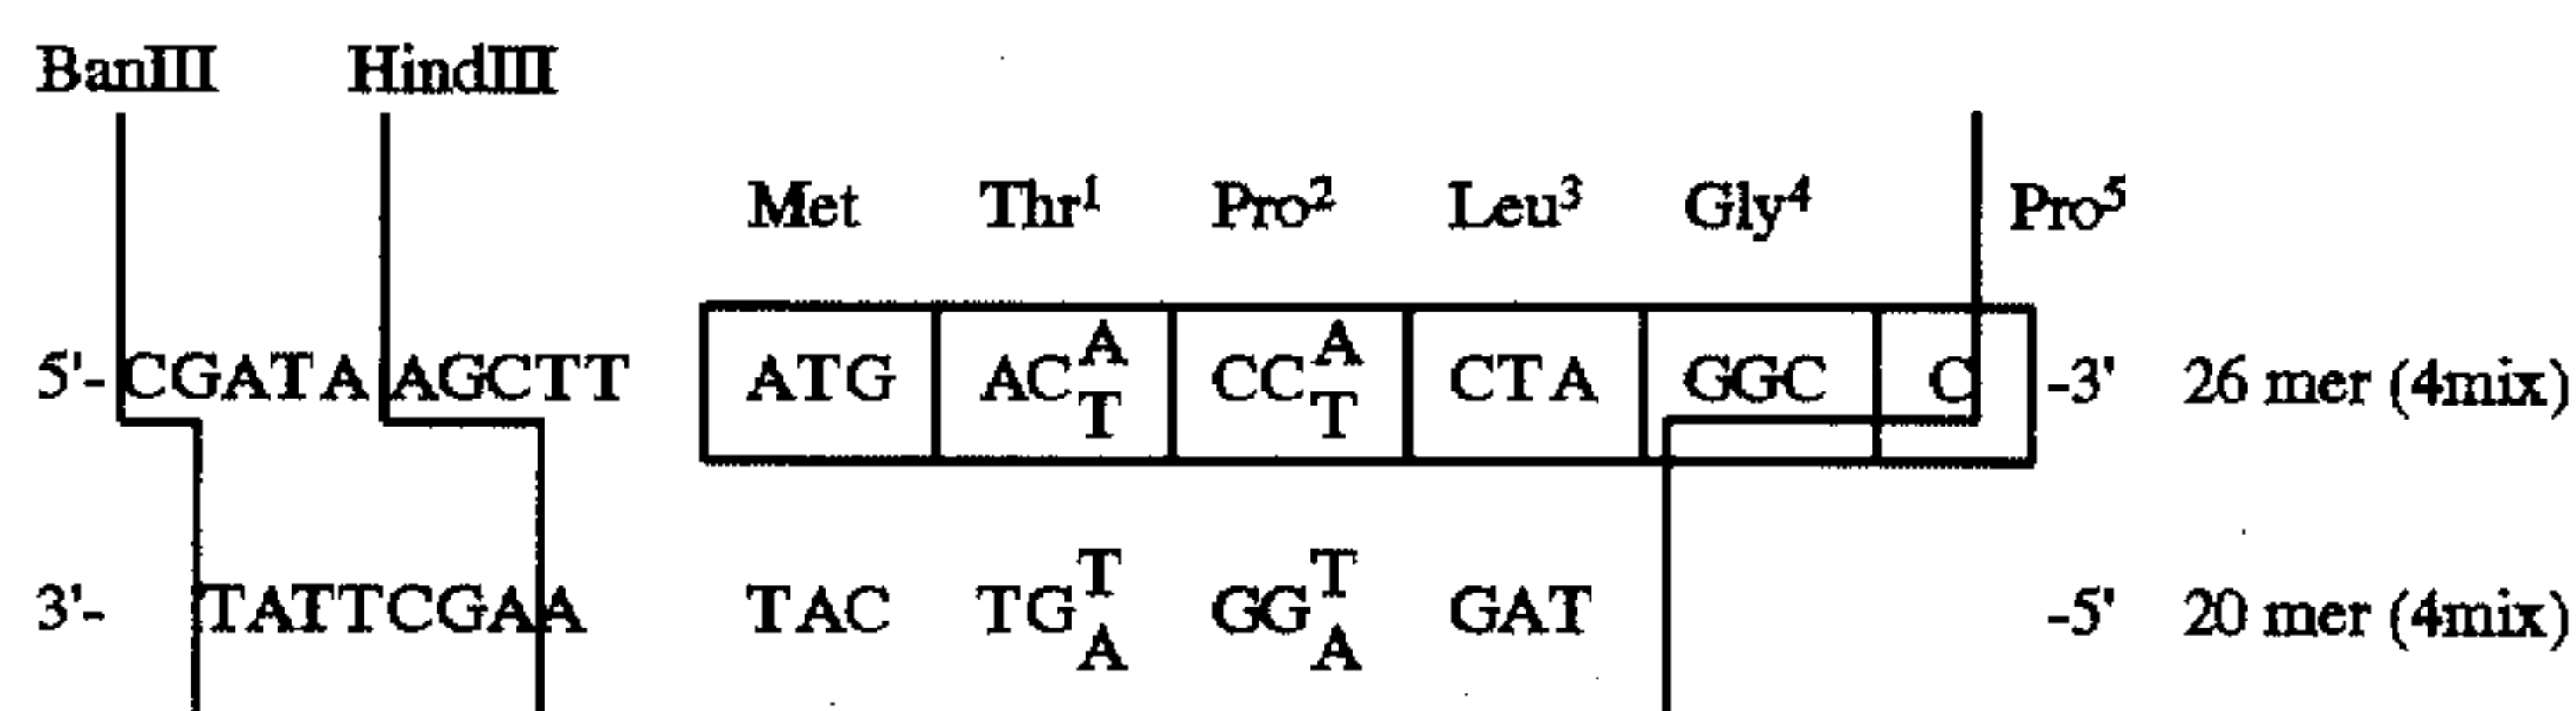 BanIII HindIII
Met Thr¹ Pro² Leu³ Gly⁴ Pro⁵
A A
5'- CGATA AGCTT ATG AC CC CTA GGC C -3' 26 mer (4mix)
T T
T T
3'- TATTCGAA TAC TG GG GAT -5' 20 mer (4mix)
A A